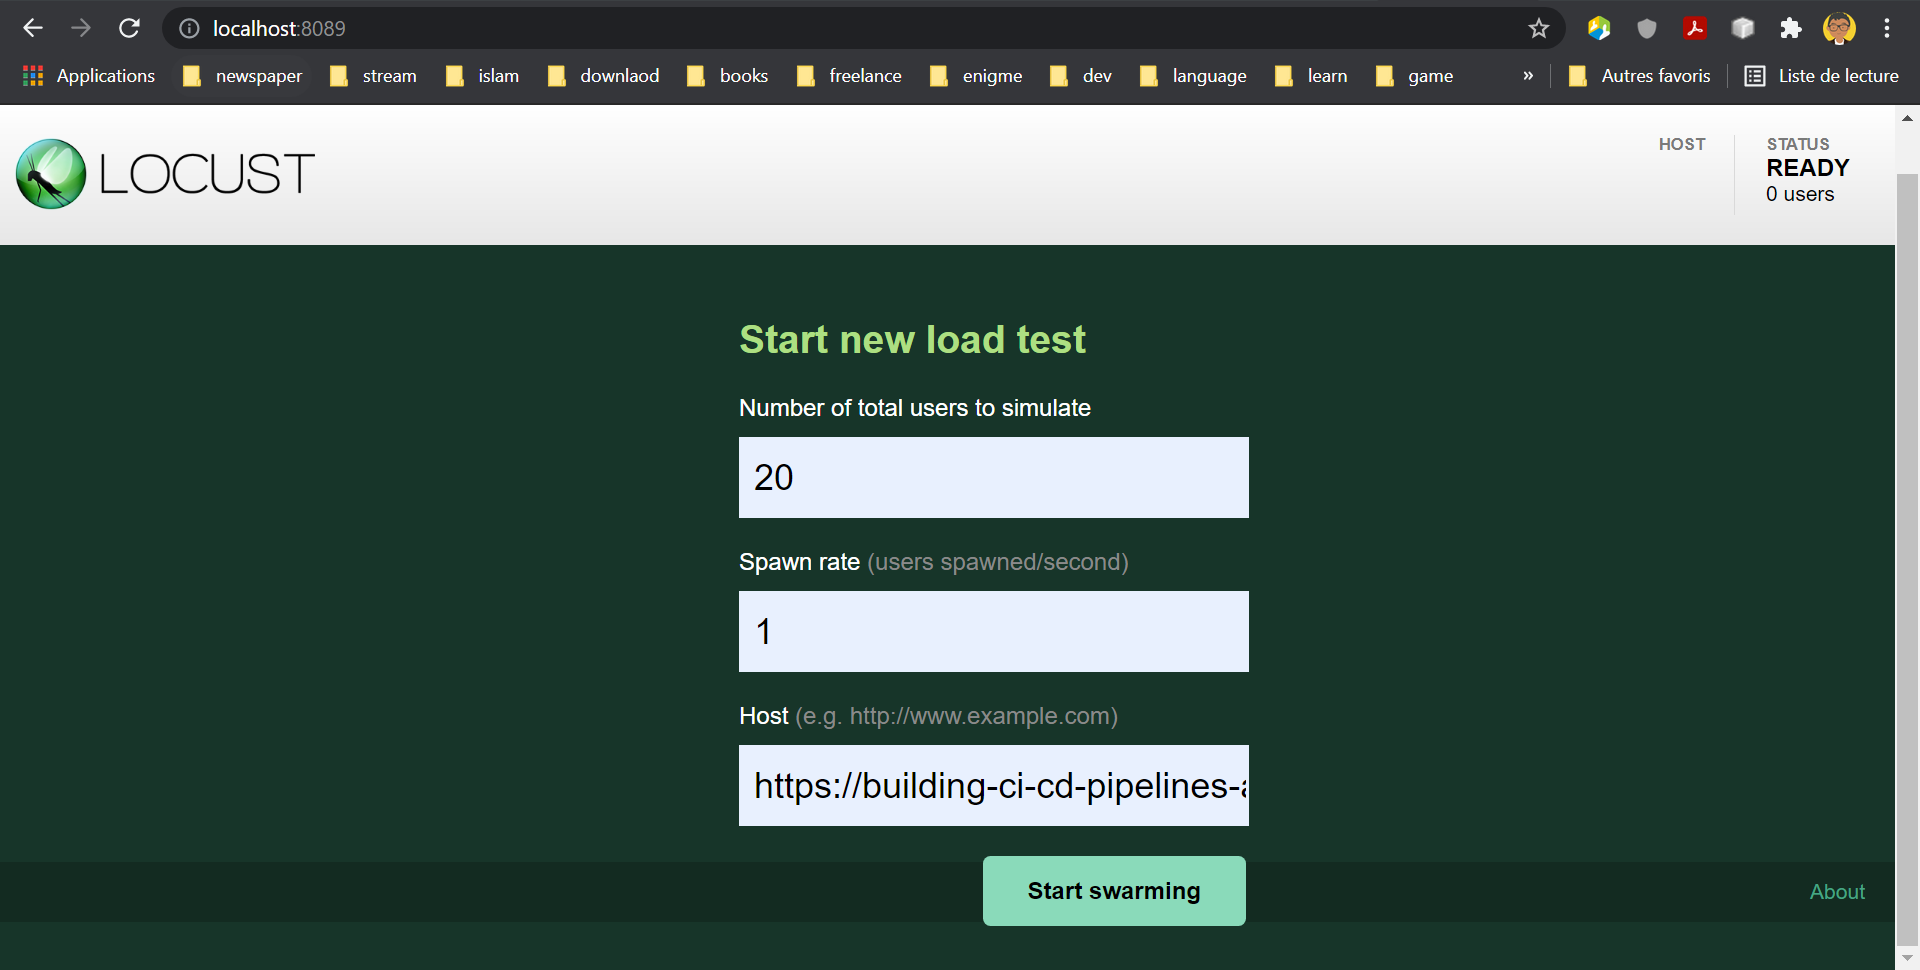 localhost:8089
Applications newspaper stream islam downlaod books freelance enigme dev language learn game » Autres favoris Liste de lecture
LOCUST
HOST
STATUS
READY
0 users
Start new load test
Number of total users to simulate
20
Spawn rate (users spawned/second)
1
Host (e.g. http://www.example.com)
https://building-ci-cd-pipelines-
Start swarming
About